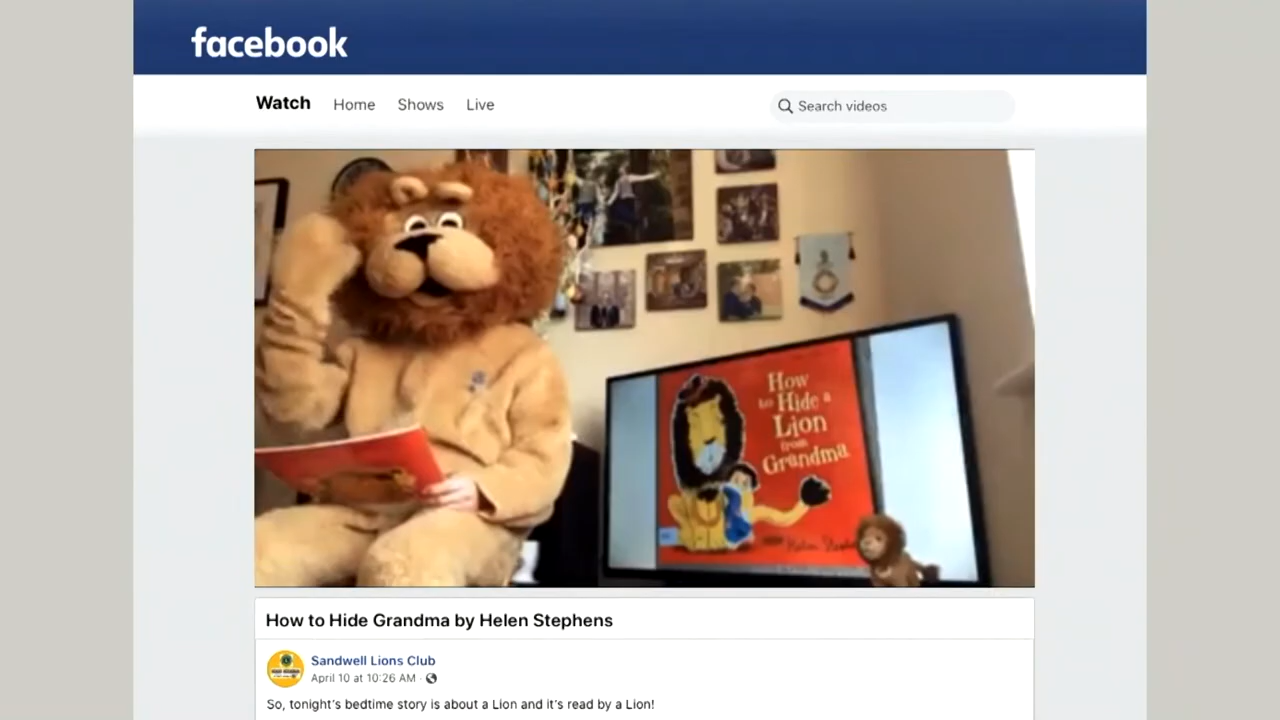 facebook
Watch Home Shows Live Search videos
How
to Hide a
Lion
from
Grandma
Helen Steph
How to Hide Grandma by Helen Stephens
Sandwell Lions Club
April 10 at 10:26 AM ·
So, tonight's bedtime story is about a Lion and it's read by a Lion!